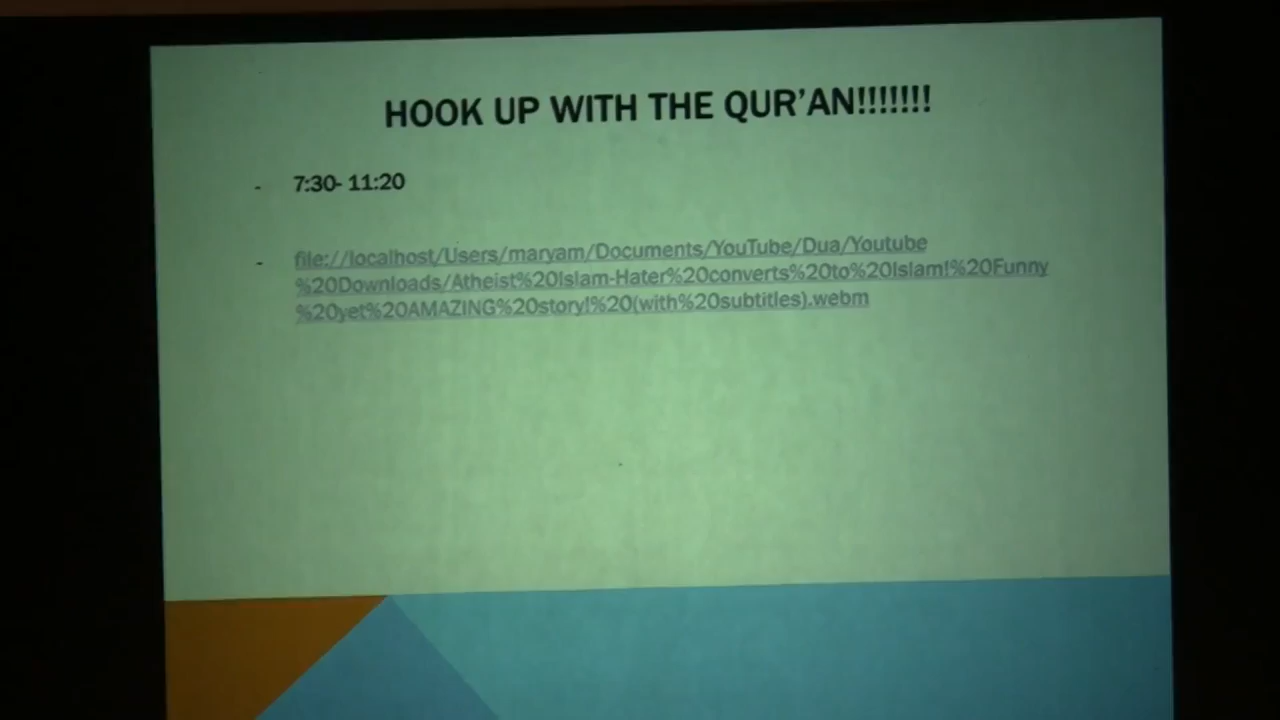 HOOK UP WITH THE QUR'AN!!!!!!!
- 7:30- 11:20
- file://localhost/Users/maryam/Documents/YouTube/Dua/Youtube
%20Downloads/Atheist%20Islam-Hater%20converts%20to%20Islam!%20Funny
%20yet%20AMAZING%20story!%20(with%20subtitles).webm